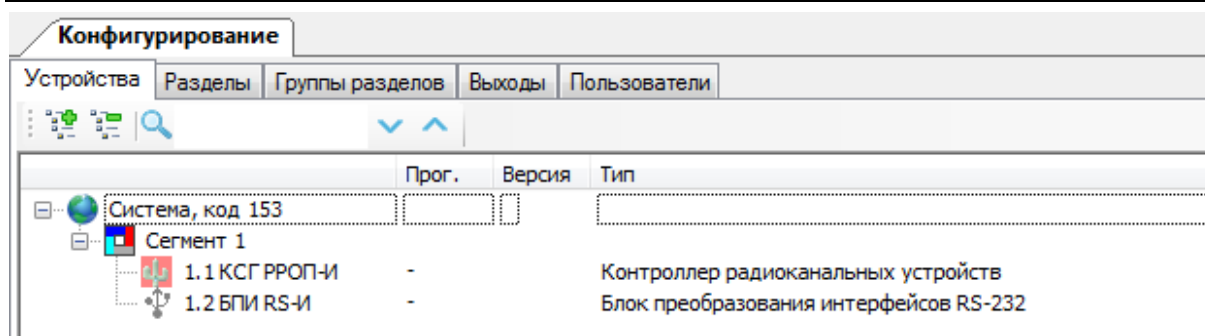 Конфигурирование
Устройства Разделы Группы разделов Выходы Пользователи
Прог. Версия Тип
Система, код 153
Сегмент 1
1.1 КСГ РРОП-И - Контроллер радиоканальных устройств
1.2 БПИ RS-И - Блок преобразования интерфейсов RS-232